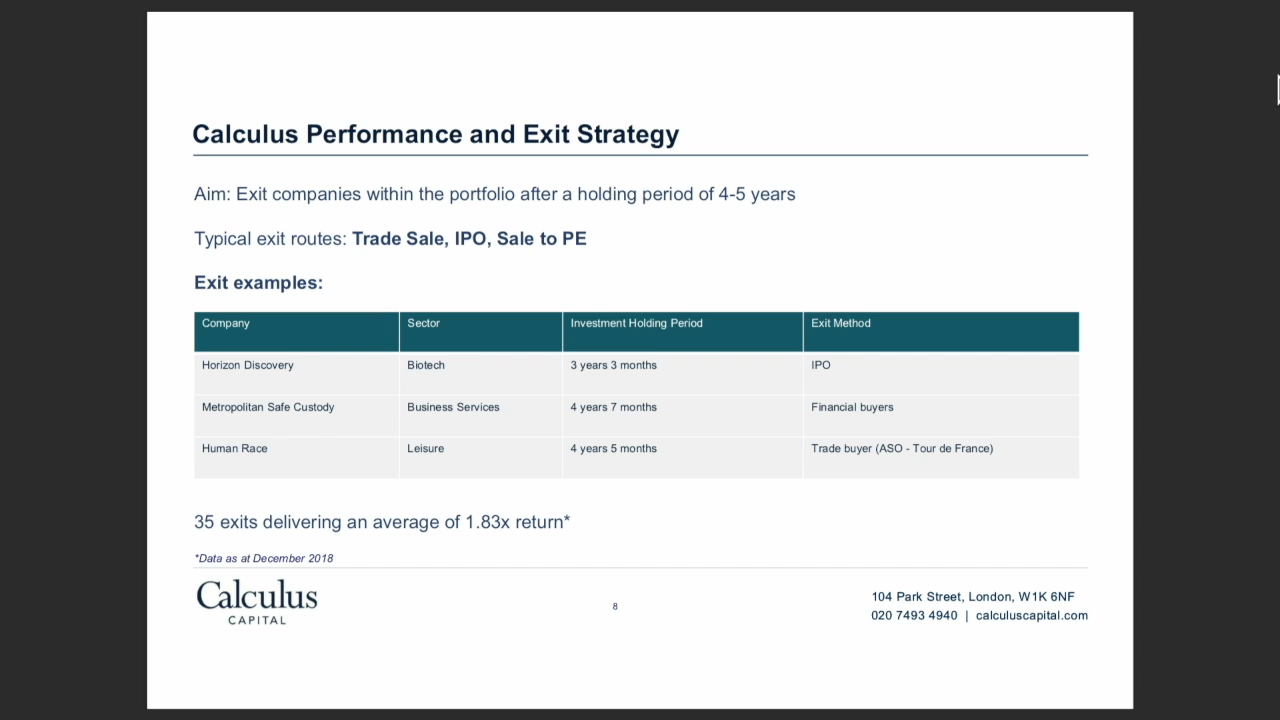 Calculus Performance and Exit Strategy
Aim: Exit companies within the portfolio after a holding period of 4-5 years
Typical exit routes: Trade Sale, IPO, Sale to PE
Exit examples:
Company Sector Investment Holding Period Exit Method
Horizon Discovery Biotech 3 years 3 months IPO
Metropolitan Safe Custody Business Services 4 years 7 months Financial buyers
Human Race Leisure 4 years 5 months Trade buyer (ASO - Tour de France)
35 exits delivering an average of 1.83x return*
*Data as at December 2018
Calculus
CAPITAL
8
104 Park Street, London, W1K 6NF
020 7493 4940 | calculuscapital.com